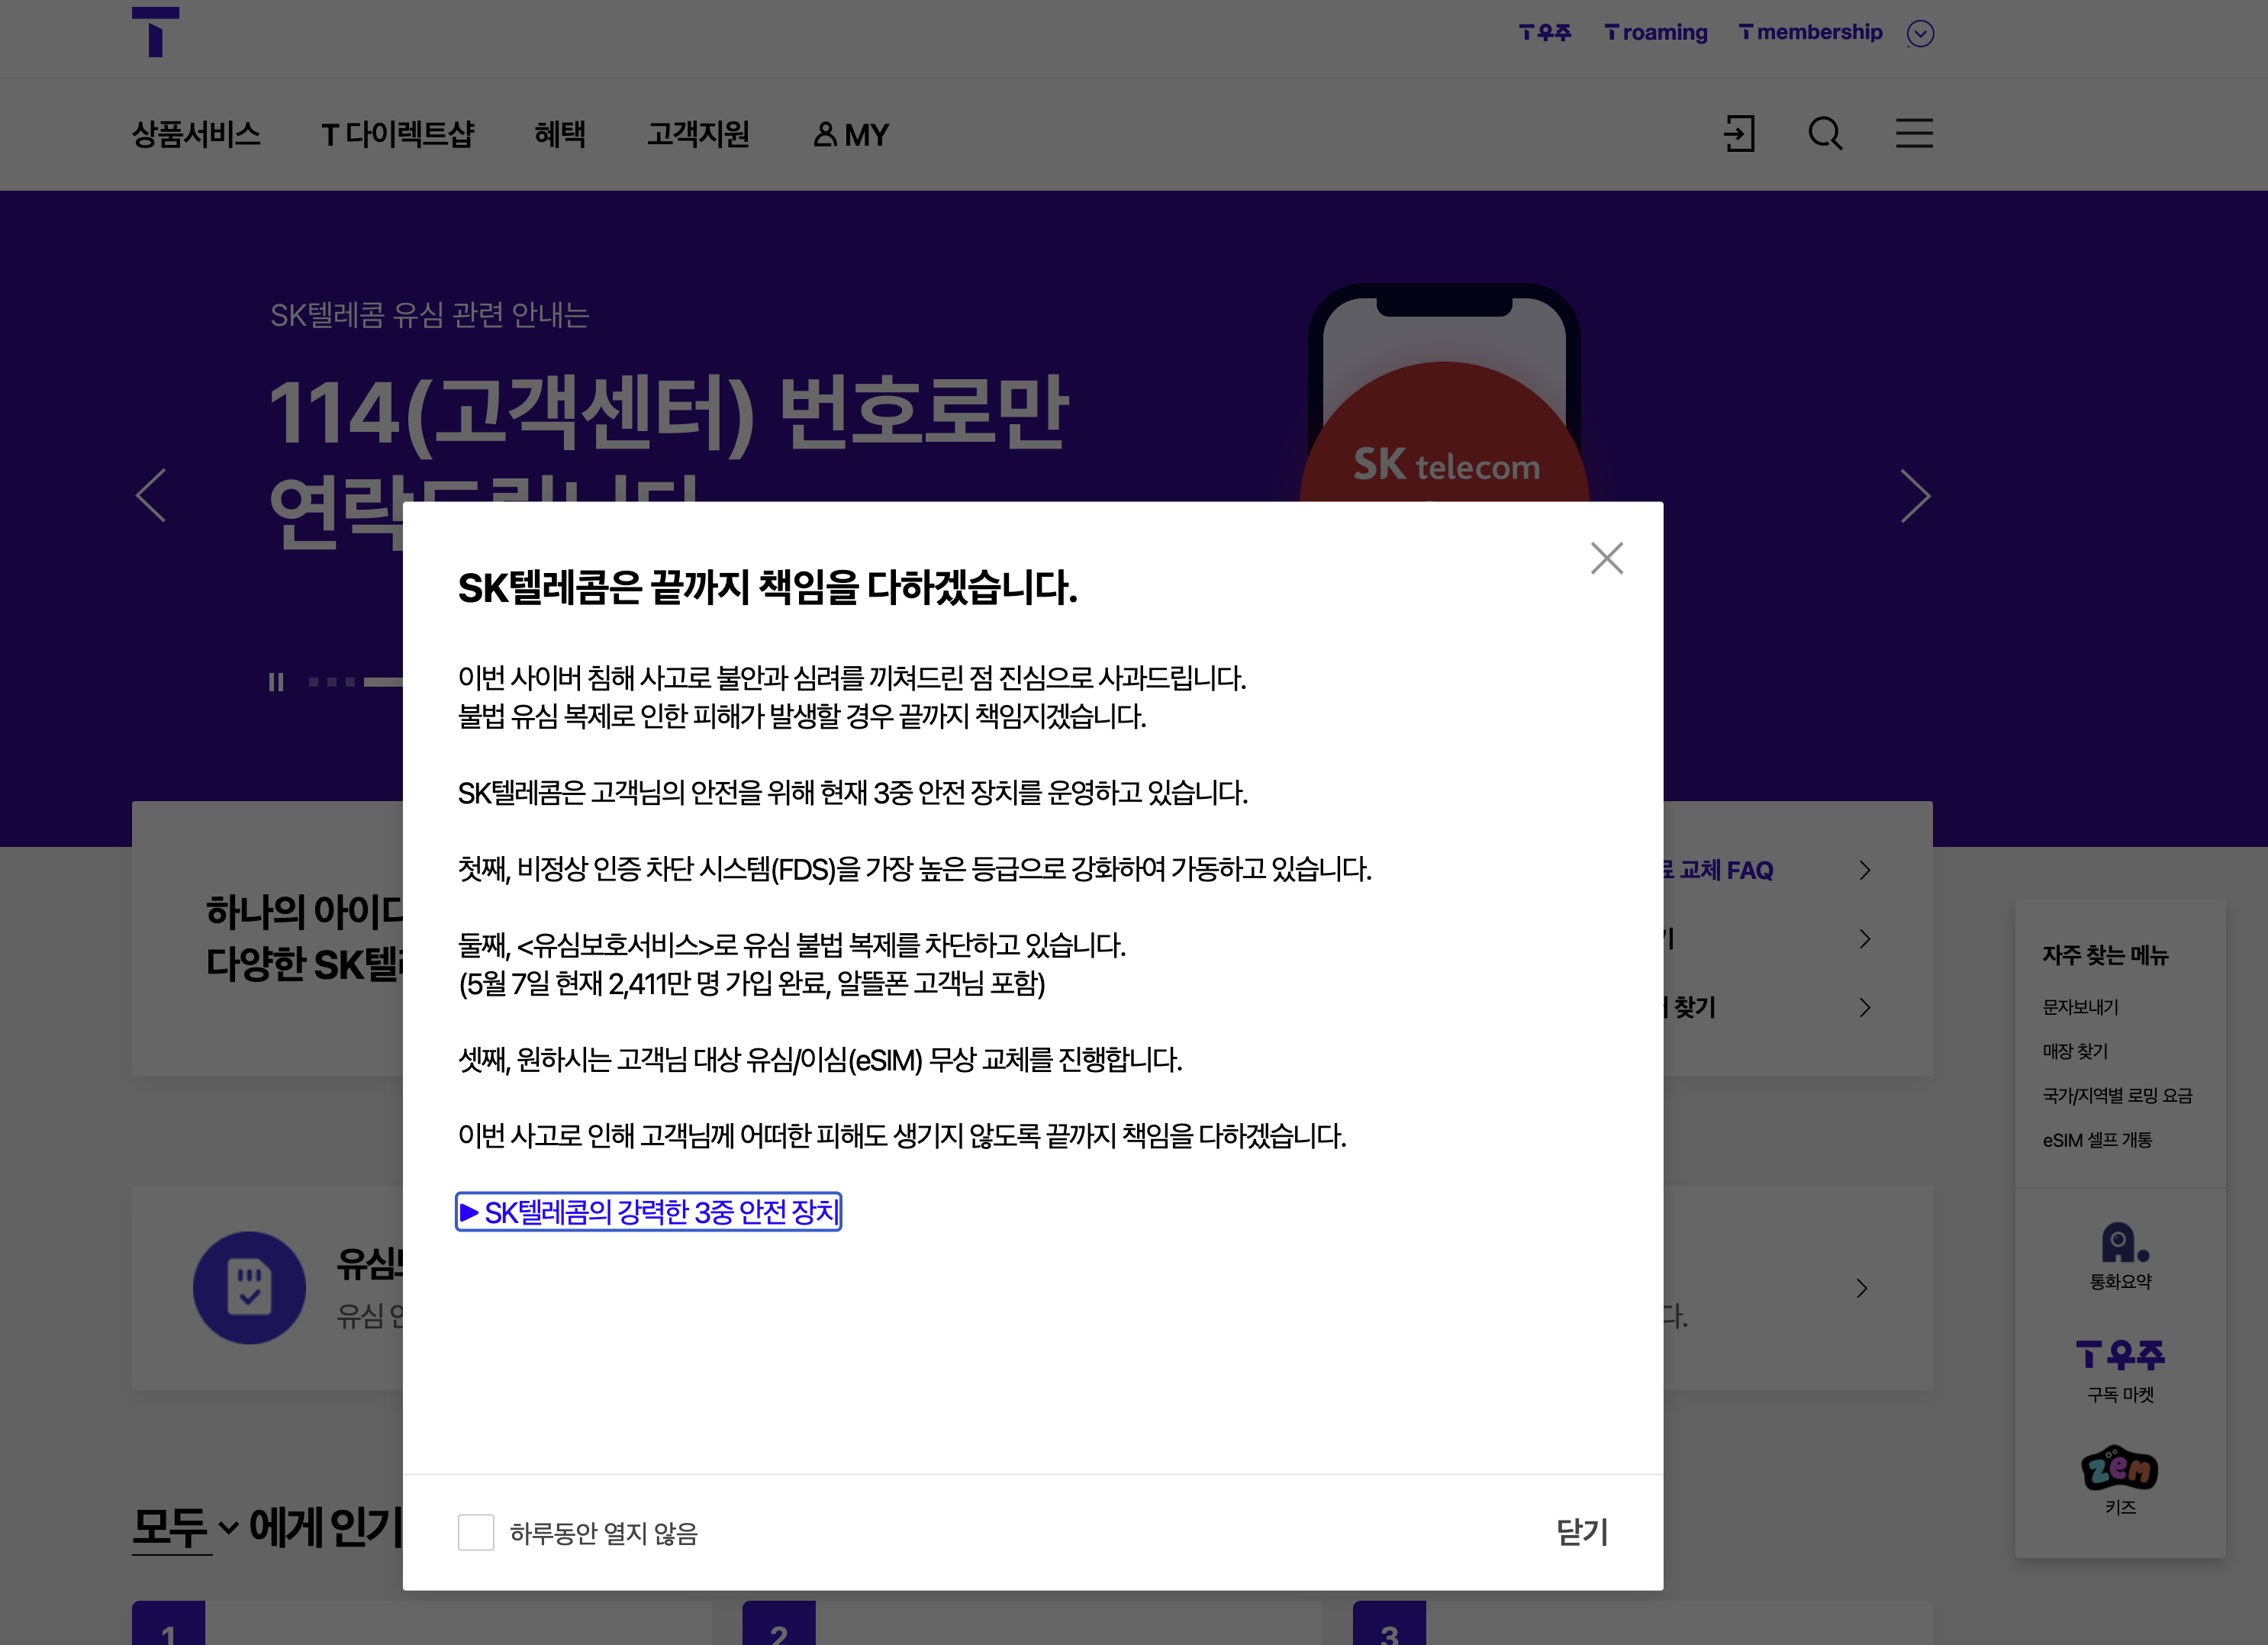 T우주 T roaming T membership
상품서비스 T 다이렉트샵 혜택 고객지원 MY
SK텔레콤 유심 관련 안내는
114(고객센터) 번호로만
연락드립니다
SK telecom
SK텔레콤은 끝까지 책임을 다하겠습니다.
이번 사이버 침해 사고로 불안과 심려를 끼쳐드린 점 진심으로 사과드립니다.
불법 유심 복제로 인한 피해가 발생할 경우 끝까지 책임지겠습니다.
SK텔레콤은 고객님의 안전을 위해 현재 3중 안전 장치를 운영하고 있습니다.
첫째, 비정상 인증 차단 시스템(FDS)을 가장 높은 등급으로 강화하여 가동하고 있습니다.
둘째, <유심보호서비스>로 유심 불법 복제를 차단하고 있습니다.
(5월 7일 현재 2,411만 명 가입 완료, 알뜰폰 고객님 포함)
셋째, 원하시는 고객님 대상 유심/이심(eSIM) 무상 교체를 진행합니다.
이번 사고로 인해 고객님께 어떠한 피해도 생기지 않도록 끝까지 책임을 다하겠습니다.
▶ SK텔레콤의 강력한 3중 안전 장치
하루동안 열지 않음
닫기
하나의 아이디
다양한 SK텔레
교체 FAQ
찾기
유심보
유심 안
다.
모두 에게 인기
1
2
3
자주 찾는 메뉴
문자보내기
매장 찾기
국가/지역별 로밍 요금
eSIM 셀프 개통
통화요약
T우주
구독 마켓
zem
키즈